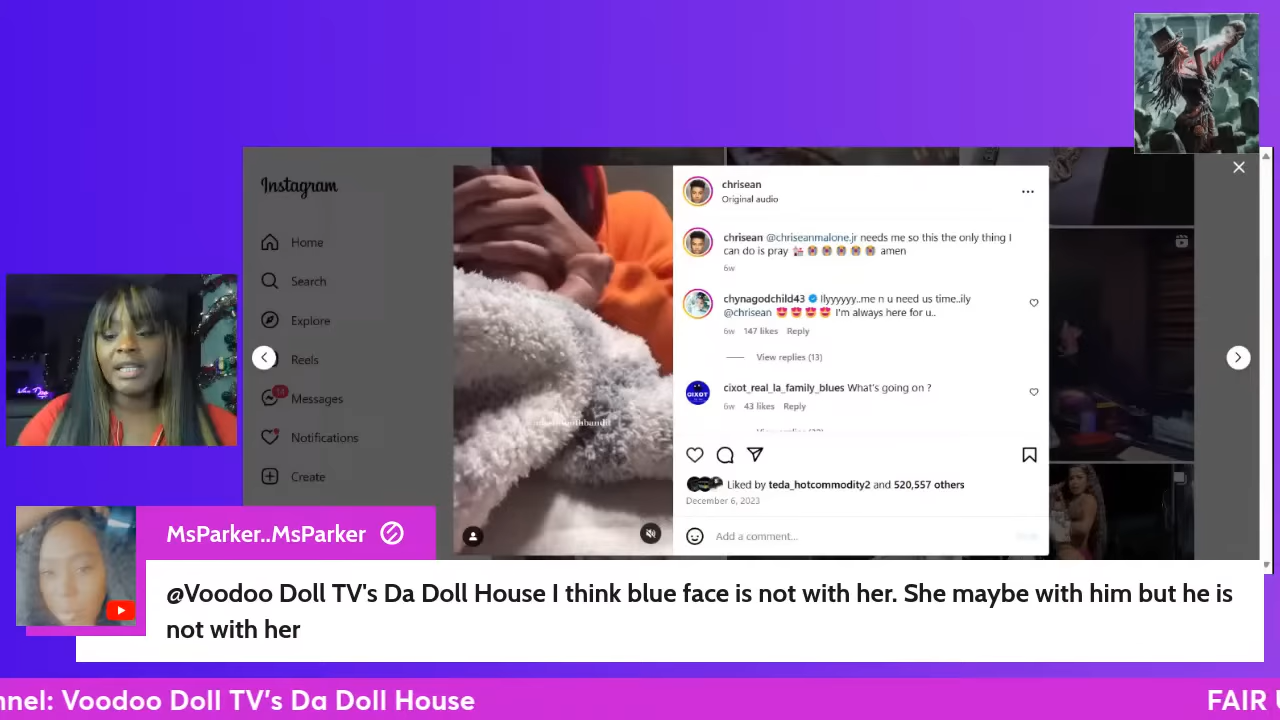 Instagram
Home
Search
Explore
Reels
14
Messages
Notifications
Create
chrisean
Original audio
chrisean @chriseanmalone.jr needs me so this the only thing I
can do is pray 💒 😭 😭 😭 😭 😭 amen
6w
chynagodchild43 Ilyyyyyy..me n u need us time..ily
@chrisean 😍 😍 😍 😍 I'm always here for u..
6w 147 likes Reply
View replies (13)
CIXOT
cixot_real_la_family_blues What's going on ?
6w 43 likes Reply
Liked by teda_hotcommodity2 and 520,557 others
December 6, 2023
Add a comment...
MsParker..MsParker
@Voodoo Doll TV's Da Doll House I think blue face is not with her. She maybe with him but he is
not with her
nnel: Voodoo Doll TV's Da Doll House
FAIR U